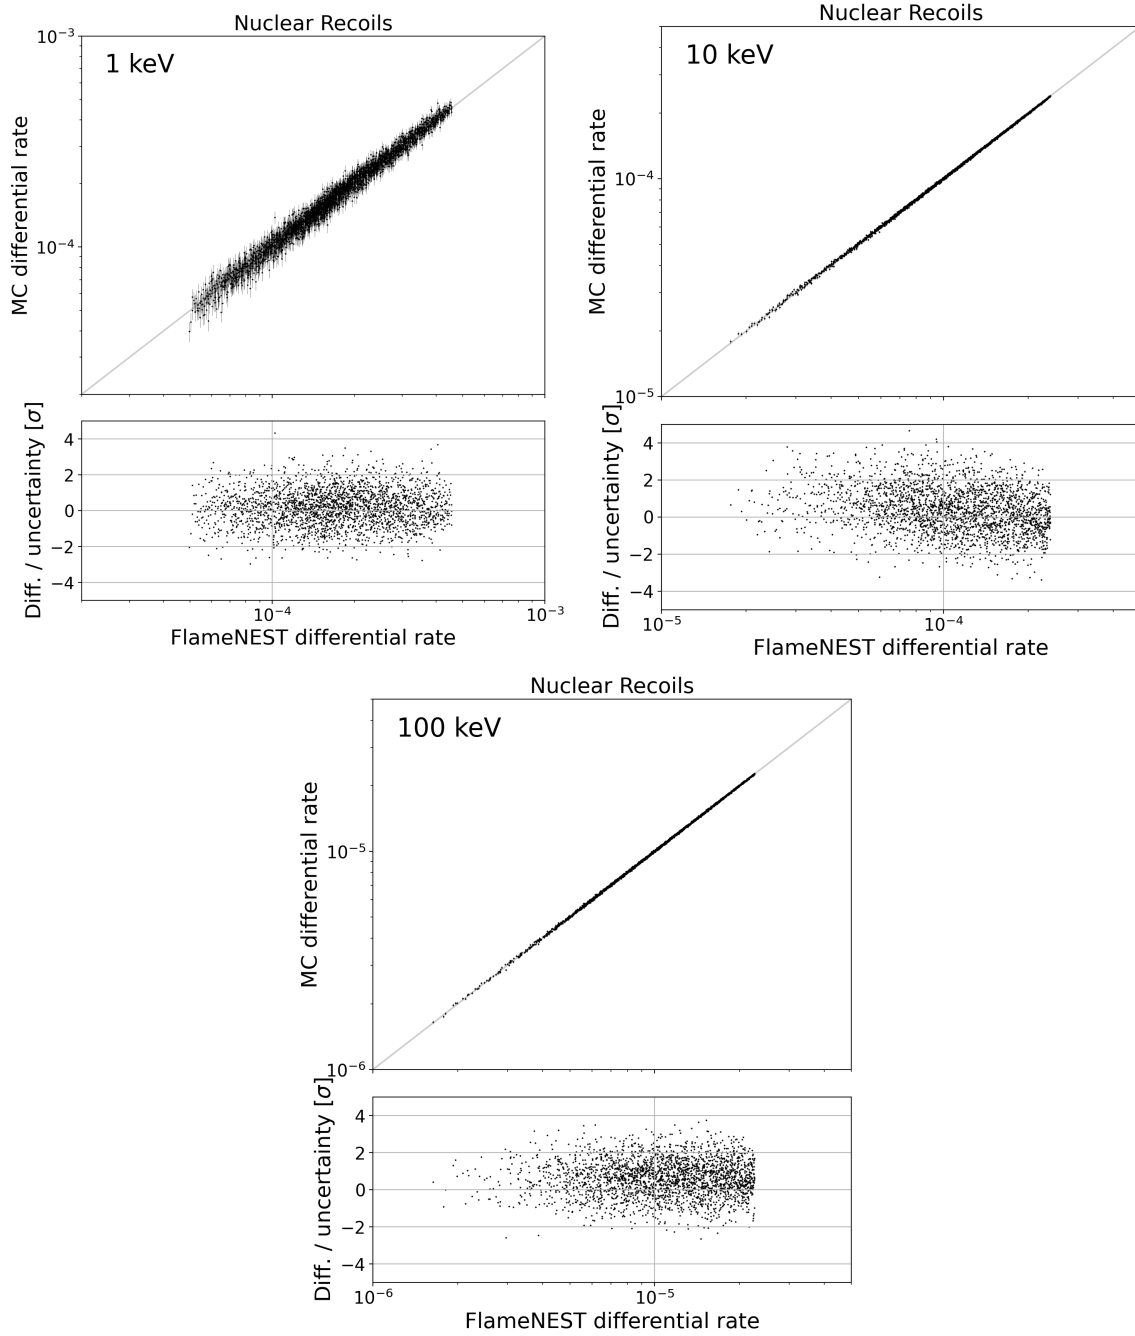 Nuclear Recoils
1 keV
MC differential rate
10⁻³
10⁻⁴
Diff. / uncertainty [σ]
4
2
0
−2
−4
10⁻⁴
10⁻³
FlameNEST differential rate
Nuclear Recoils
10 keV
MC differential rate
10⁻⁴
10⁻⁵
Diff. / uncertainty [σ]
4
2
0
−2
−4
10⁻⁵
10⁻⁴
FlameNEST differential rate
Nuclear Recoils
100 keV
MC differential rate
10⁻⁵
10⁻⁶
Diff. / uncertainty [σ]
4
2
0
−2
−4
10⁻⁶
10⁻⁵
FlameNEST differential rate